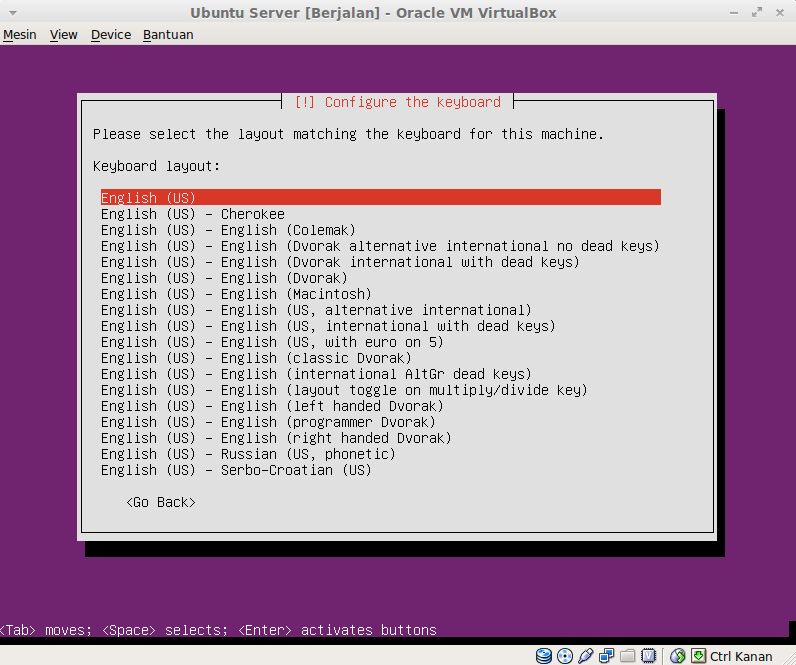 Ubuntu Server [Berjalan] - Oracle VM VirtualBox
Mesin View Device Bantuan
[!] Configure the keyboard
Please select the layout matching the keyboard for this machine.
Keyboard layout:
English (US)
English (US) - Cherokee
English (US) - English (Colemak)
English (US) - English (Dvorak alternative international no dead keys)
English (US) - English (Dvorak international with dead keys)
English (US) - English (Dvorak)
English (US) - English (Macintosh)
English (US) - English (US, alternative international)
English (US) - English (US, international with dead keys)
English (US) - English (US, with euro on 5)
English (US) - English (classic Dvorak)
English (US) - English (international AltGr dead keys)
English (US) - English (layout toggle on multiply/divide key)
English (US) - English (left handed Dvorak)
English (US) - English (programmer Dvorak)
English (US) - English (right handed Dvorak)
English (US) - Russian (US, phonetic)
English (US) - Serbo-Croatian (US)
<Go Back>
<Tab> moves; <Space> selects; <Enter> activates buttons
Ctrl Kanan